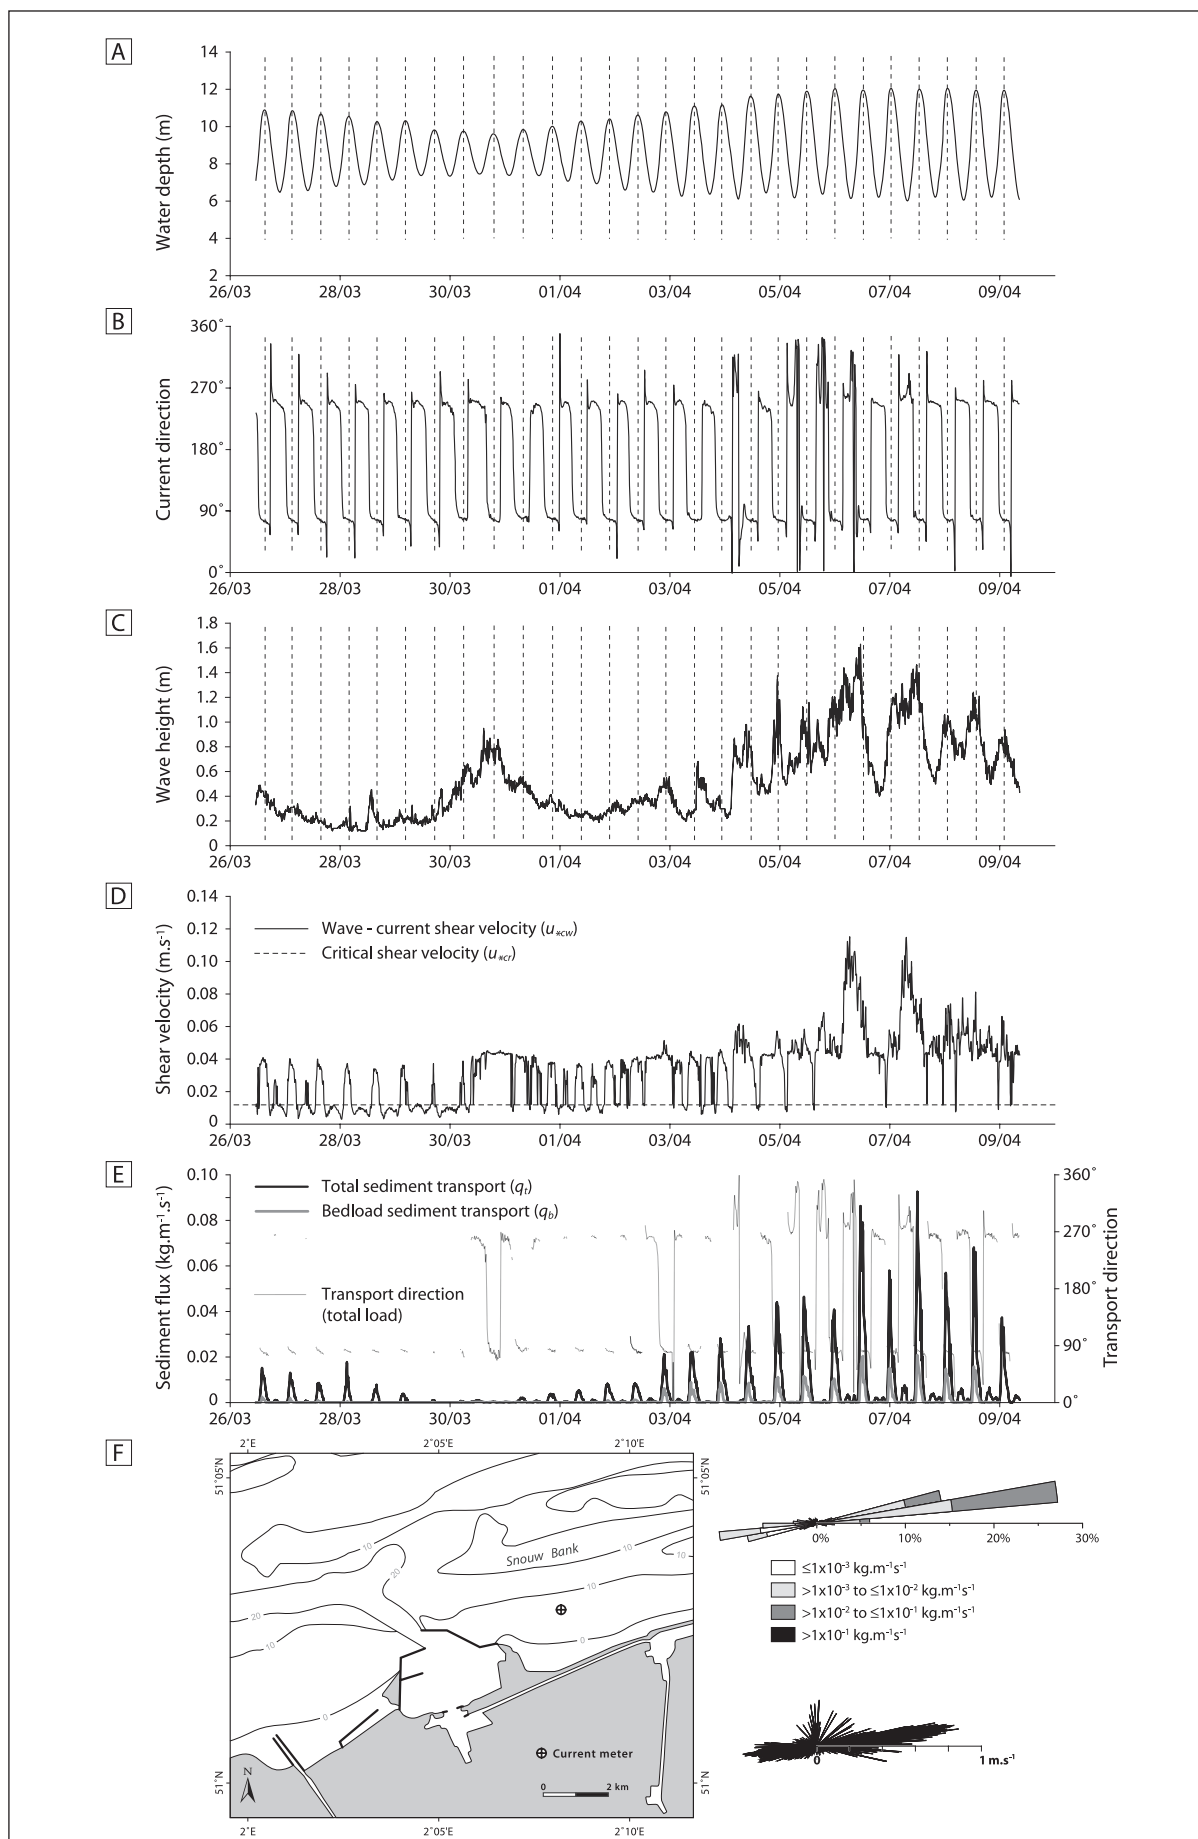 A
14
12
10
8
6
4
2
Water depth (m)
26/03 28/03 30/03 01/04 03/04 05/04 07/04 09/04
B
360°
270°
180°
90°
0°
Current direction
26/03 28/03 30/03 01/04 03/04 05/04 07/04 09/04
C
1.8
1.6
1.4
1.2
1.0
0.8
0.6
0.4
0.2
0
Wave height (m)
26/03 28/03 30/03 01/04 03/04 05/04 07/04 09/04
D
0.14
0.12
0.10
0.08
0.06
0.04
0.02
0
Shear velocity (m.s⁻¹)
Wave - current shear velocity (u*cw)
Critical shear velocity (u*cr)
26/03 28/03 30/03 01/04 03/04 05/04 07/04 09/04
E
0.10
0.08
0.06
0.04
0.02
0
Sediment flux (kg.m⁻¹.s⁻¹)
Total sediment transport (qt)
Bedload sediment transport (qb)
Transport direction
(total load)
360°
270°
180°
90°
0°
Transport direction
26/03 28/03 30/03 01/04 03/04 05/04 07/04 09/04
F
2°E 2°05'E 2°10'E
51°05'N
51°05'N
10
20
Snouw Bank
10
10
10
20
10
0
0
Current meter
N
0 2 km
51°N
51°N
2°E 2°05'E 2°10'E
0% 10% 20% 30%
≤1x10⁻³ kg.m⁻¹s⁻¹
>1x10⁻³ to ≤1x10⁻² kg.m⁻¹s⁻¹
>1x10⁻² to ≤1x10⁻¹ kg.m⁻¹s⁻¹
>1x10⁻¹ kg.m⁻¹s⁻¹
0 1 m.s⁻¹